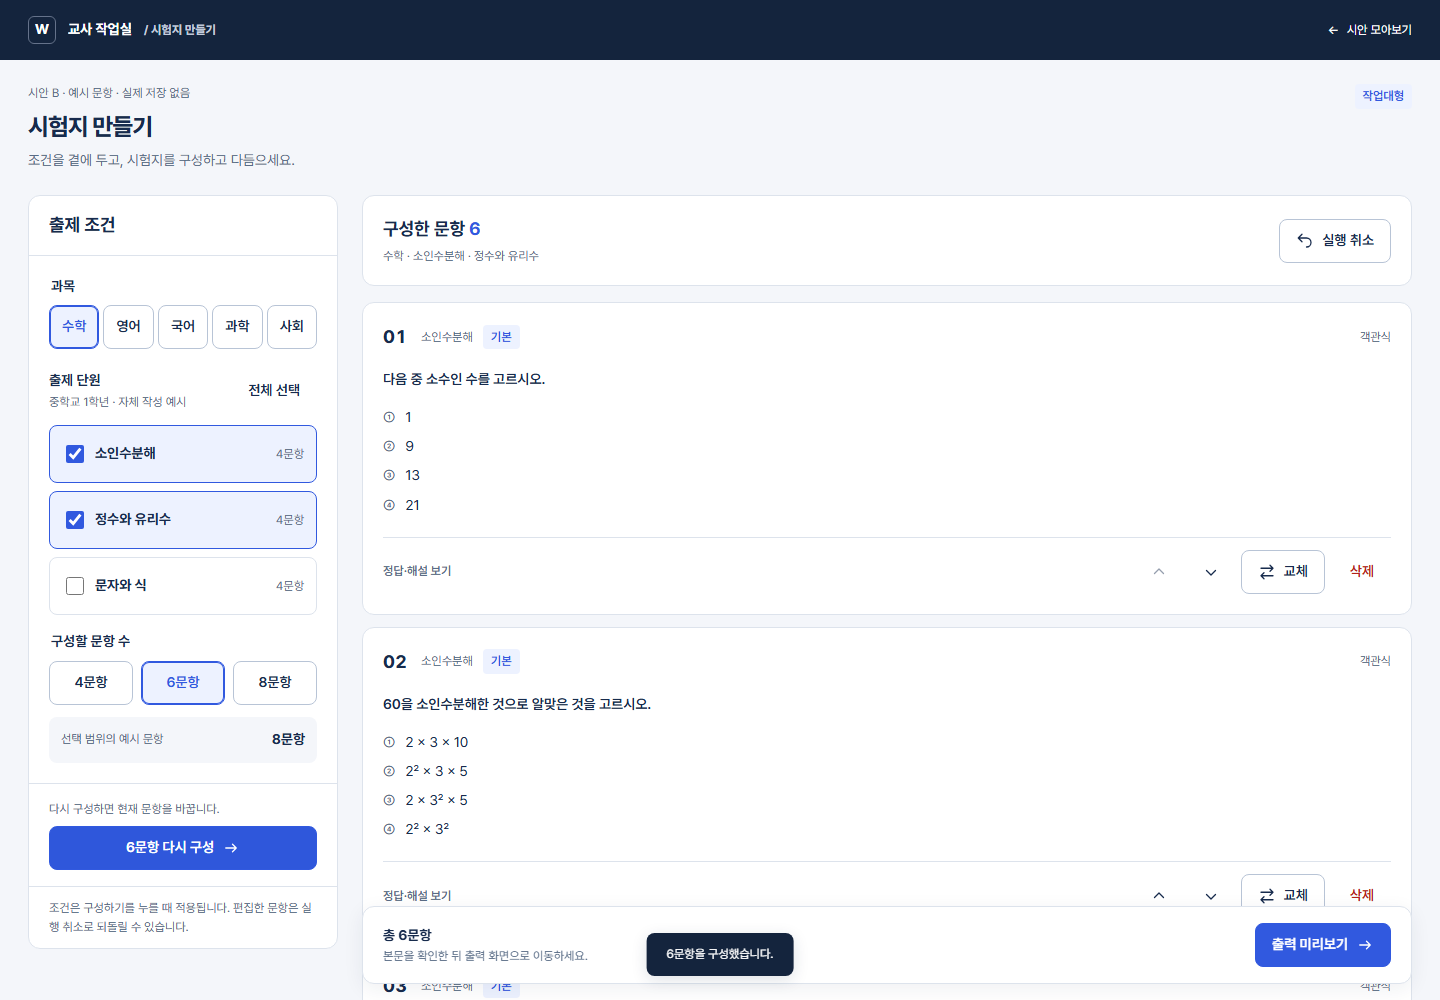 W 교사 작업실 / 시험지 만들기
← 시안 모아보기
시안 B · 예시 문항 · 실제 저장 없음
작업대형
시험지 만들기
조건을 곁에 두고, 시험지를 구성하고 다듬으세요.
출제 조건
과목
수학 영어 국어 과학 사회
출제 단원
중학교 1학년 · 자체 작성 예시
전체 선택
소인수분해 4문항
정수와 유리수 4문항
문자와 식 4문항
구성할 문항 수
4문항 6문항 8문항
선택 범위의 예시 문항 8문항
다시 구성하면 현재 문항을 바꿉니다.
6문항 다시 구성 →
조건은 구성하기를 누를 때 적용됩니다. 편집한 문항은 실
행 취소로 되돌릴 수 있습니다.
구성한 문항 6
수학 · 소인수분해 · 정수와 유리수
실행 취소
01 소인수분해 기본 객관식
다음 중 소수인 수를 고르시오.
① 1
② 9
③ 13
④ 21
정답·해설 보기 교체 삭제
02 소인수분해 기본 객관식
60을 소인수분해한 것으로 알맞은 것을 고르시오.
① 2 × 3 × 10
② 2² × 3 × 5
③ 2 × 3² × 5
④ 2² × 3²
정답·해설 보기 교체 삭제
총 6문항
본문을 확인한 뒤 출력 화면으로 이동하세요.
6문항을 구성했습니다.
출력 미리보기 →
03 소인수분해 기본 객관식